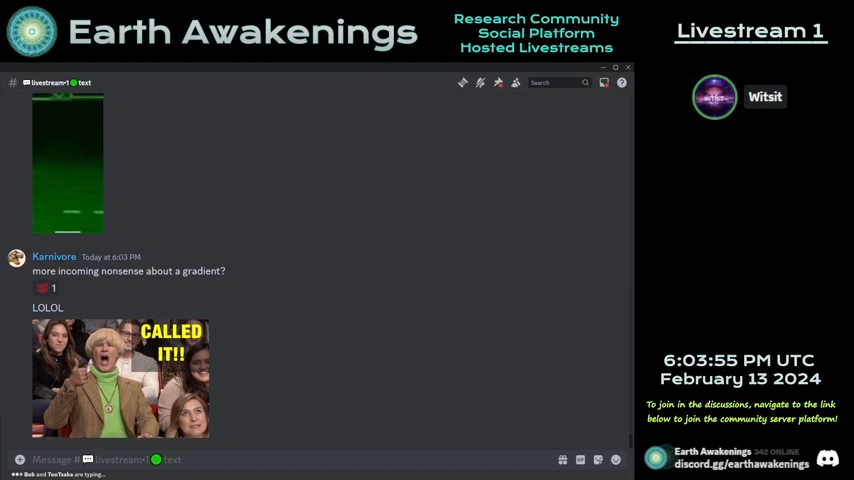 Earth Awakenings
Research Community
Social Platform
Hosted Livestreams
Livestream 1
# livestream•1 text
Search
WITSIT
Witsit
Karnivore Today at 6:03 PM
more incoming nonsense about a gradient?
1
LOLOL
CALLED
IT!!
6:03:55 PM UTC
February 13 2024
To join in the discussions, navigate to the link
below to join the community server platform!
Message # livestream•1 text
GIF
Bob and TooTsaka are typing...
Earth Awakenings 342 ONLINE
discord.gg/earthawakenings